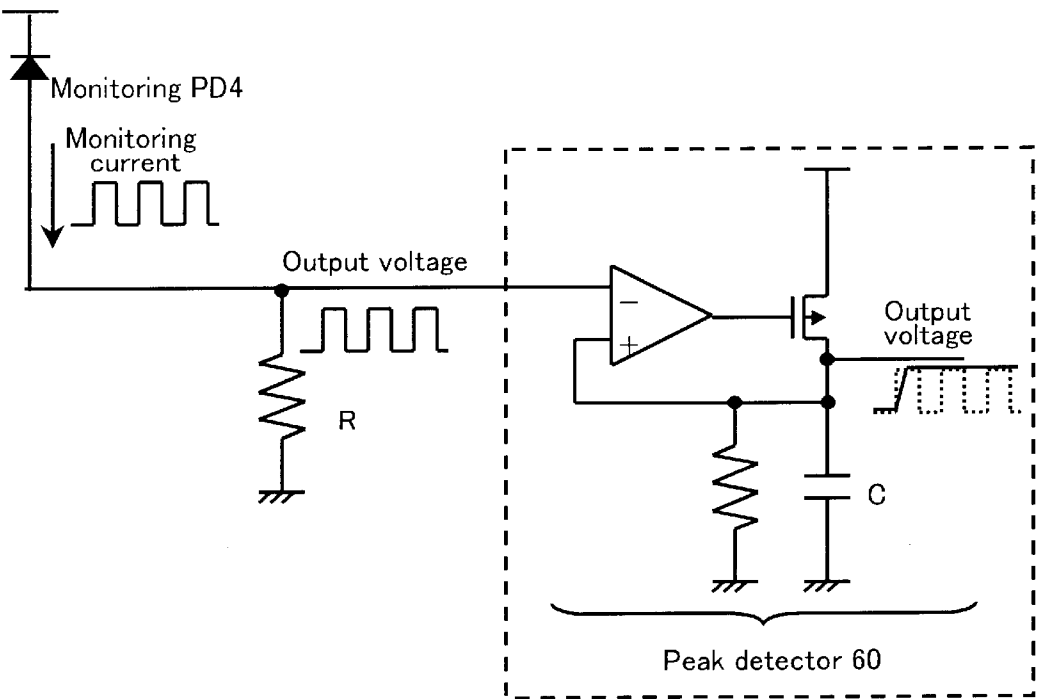 Monitoring PD4
Monitoring
current
Output voltage
R
−
+
Output
voltage
C
Peak detector 60